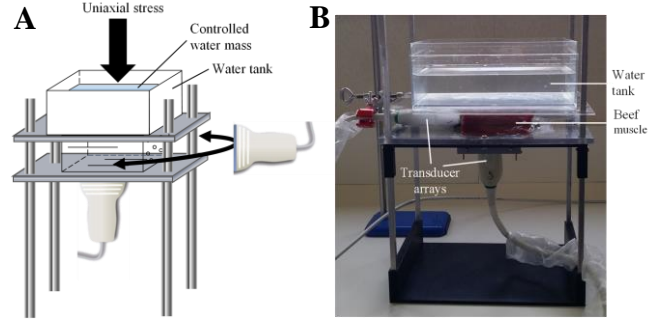 A
Uniaxial stress
Controlled
water mass
Water tank
B
Water
tank
Beef
muscle
Transducer
arrays